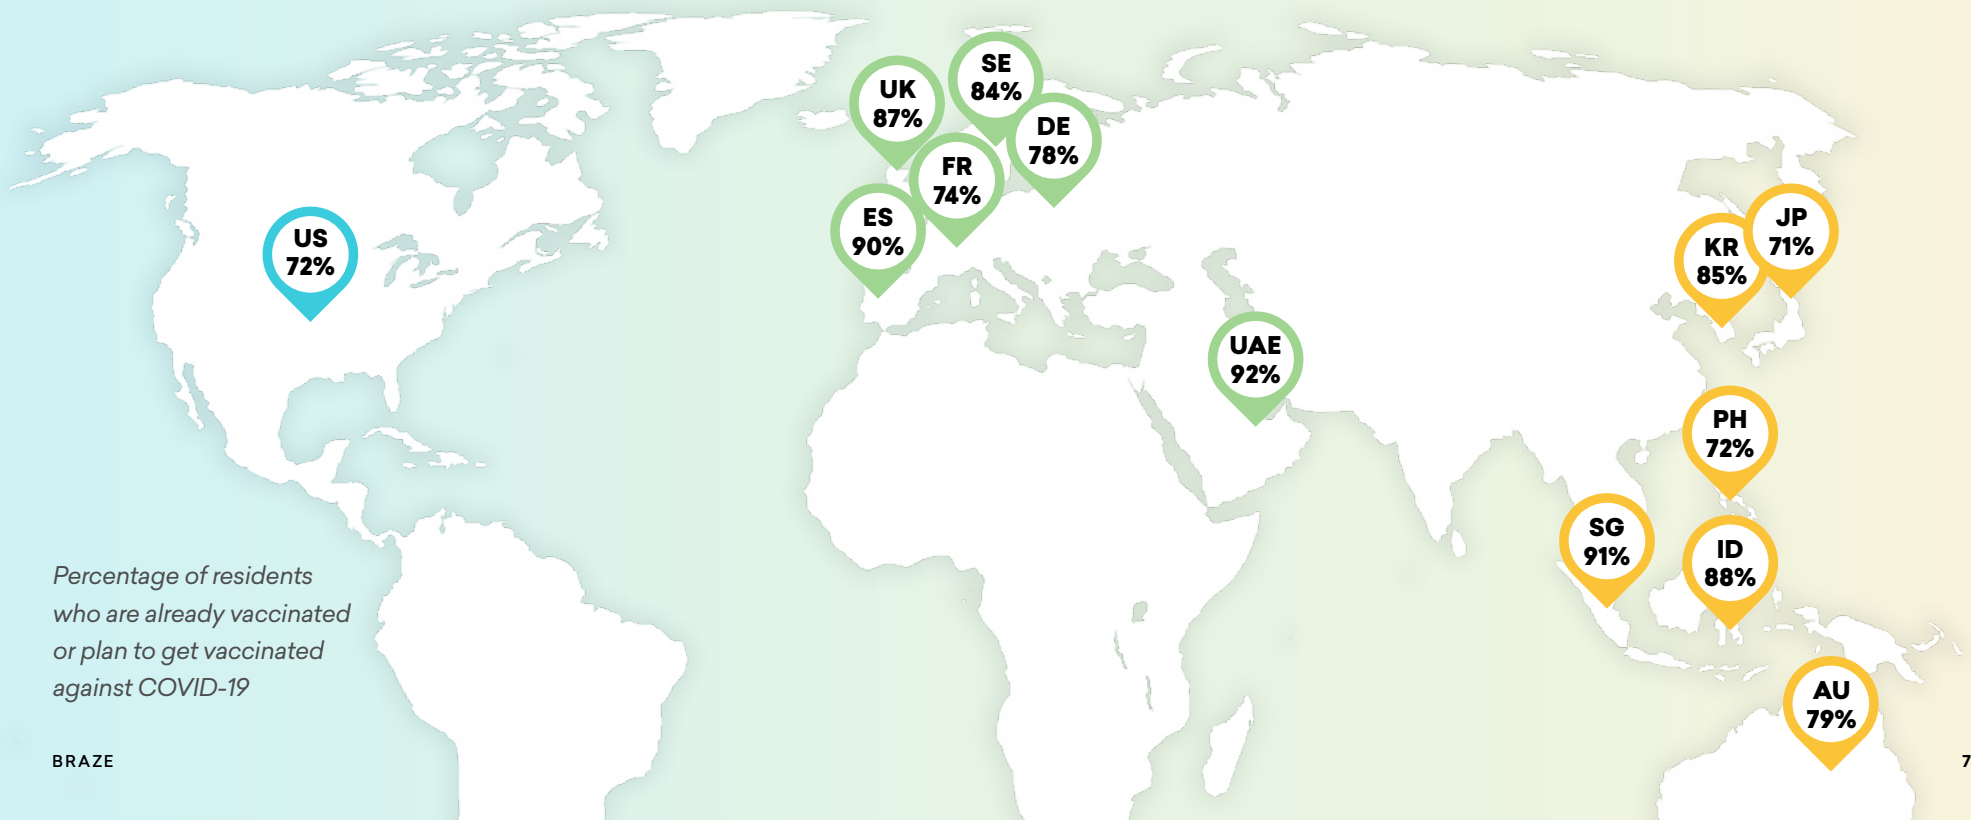 SE
84%
UK
87%
DE
78%
FR
74%
ES
90%
US
72%
JP
71%
KR
85%
UAE
92%
PH
72%
SG
91%
ID
88%
AU
79%
Percentage of residents
who are already vaccinated
or plan to get vaccinated
against COVID-19
BRAZE
7